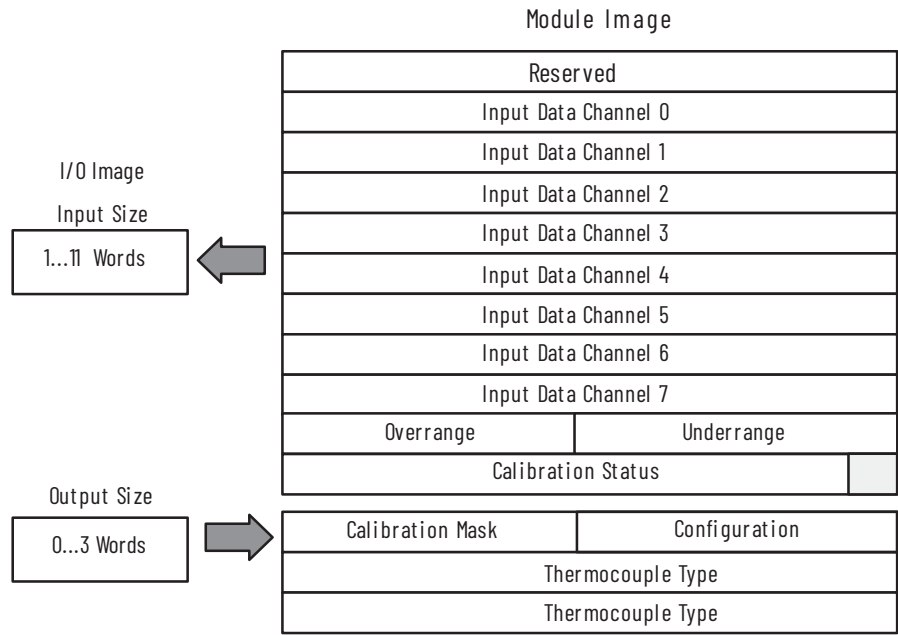 Module Image
Reserved
Input Data Channel 0
Input Data Channel 1
Input Data Channel 2
Input Data Channel 3
Input Data Channel 4
Input Data Channel 5
Input Data Channel 6
Input Data Channel 7
Overrange Underrange
Calibration Status
I/O Image
Input Size
1...11 Words
Output Size
0...3 Words
Calibration Mask Configuration
Thermocouple Type
Thermocouple Type